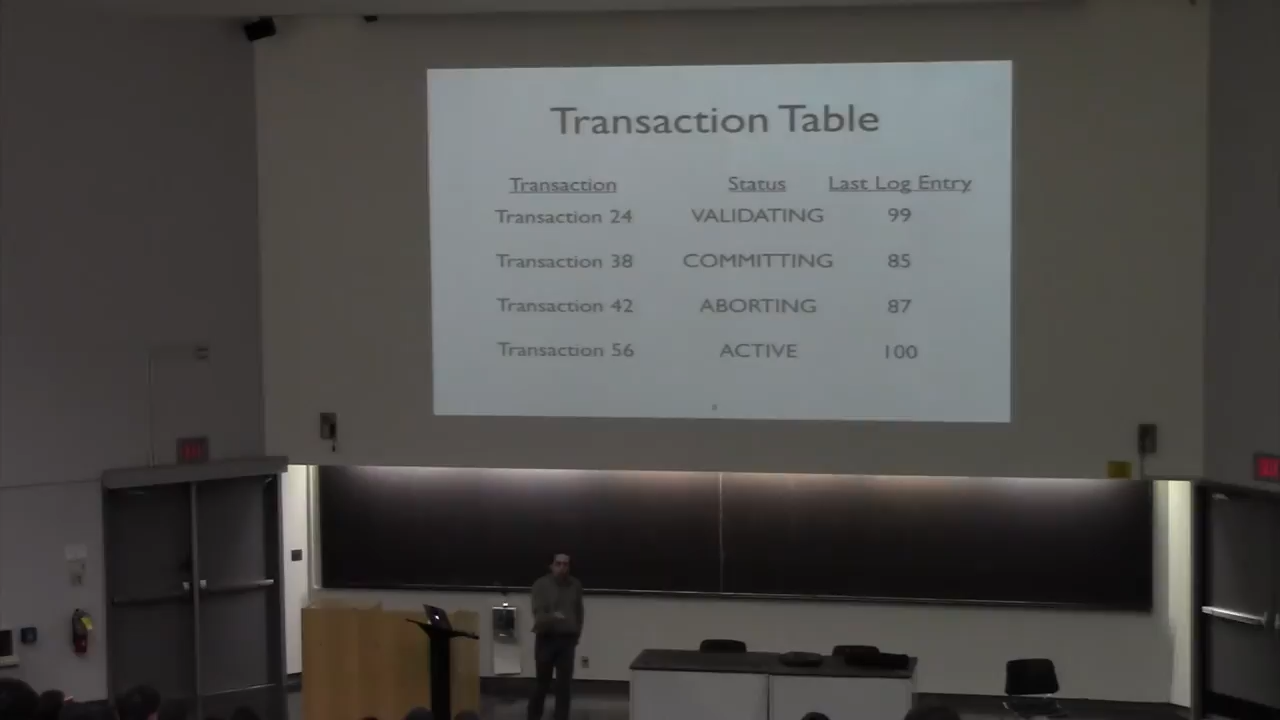 Transaction Table
Transaction Status Last Log Entry
Transaction 24 VALIDATING 99
Transaction 38 COMMITTING 85
Transaction 42 ABORTING 87
Transaction 56 ACTIVE 100